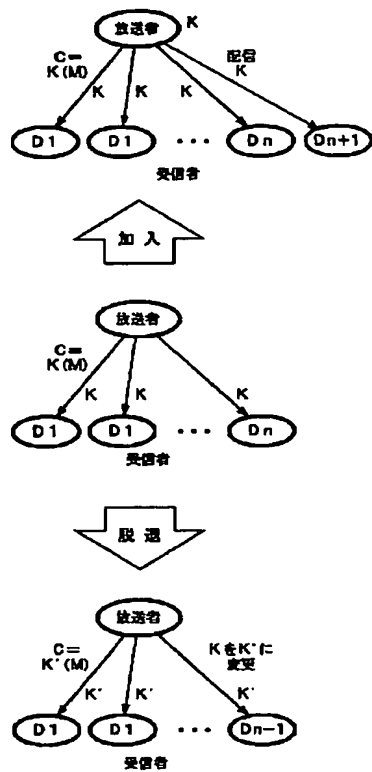 放送者 K
C=
K(M)
配信
K
K K K
D1 D1 ・・・ Dn Dn+1
受信者
加入
放送者
C=
K(M)
K K K
D1 D1 ・・・ Dn
受信者
脱退
放送者
C=
K'(M)
KをK'に
変更
K' K' K'
D1 D1 ・・・ Dn-1
受信者